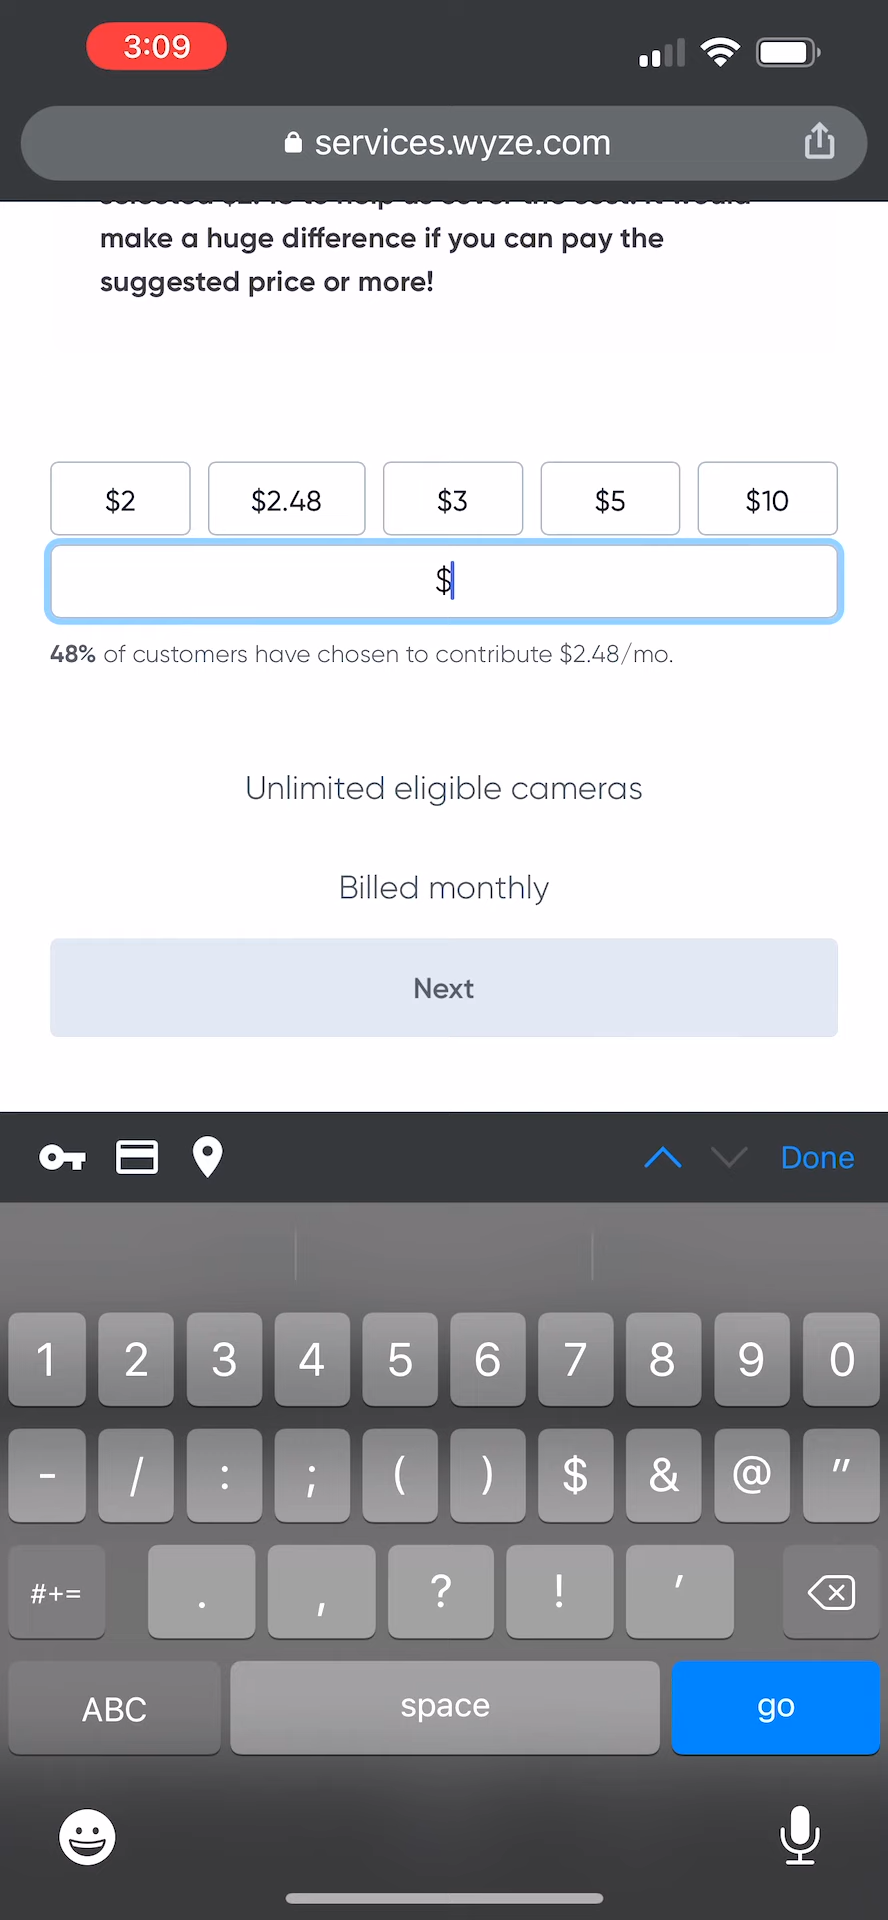 3:09
services.wyze.com
make a huge difference if you can pay the
suggested price or more!
$2
$2.48
$3
$5
$10
$
48% of customers have chosen to contribute $2.48/mo.
Unlimited eligible cameras
Billed monthly
Next
Done
1 2 3 4 5 6 7 8 9 0
- / : ; ( ) $ & @ "
#+= . , ? ! '
ABC space go